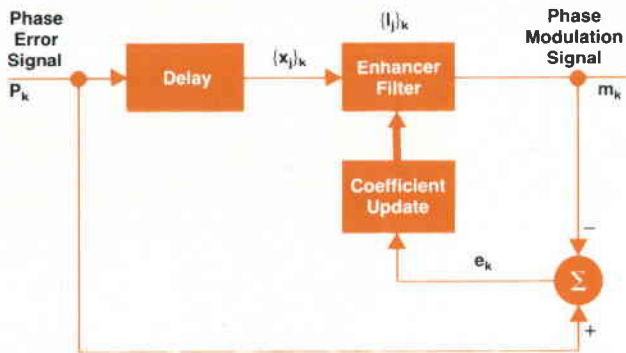 Phase
Error
Signal
P_k
Delay
{x_j}_k
{l_j}_k
Enhancer
Filter
Phase
Modulation
Signal
m_k
Coefficient
Update
e_k
−
Σ
+